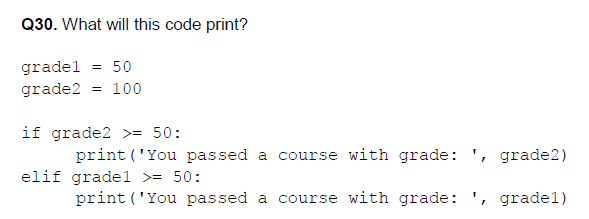 Q30. What will this code print?
grade1 = 50
grade2 = 100
if grade2 >= 50:
print('You passed a course with grade: ', grade2)
elif grade1 >= 50:
print('You passed a course with grade: ', grade1)